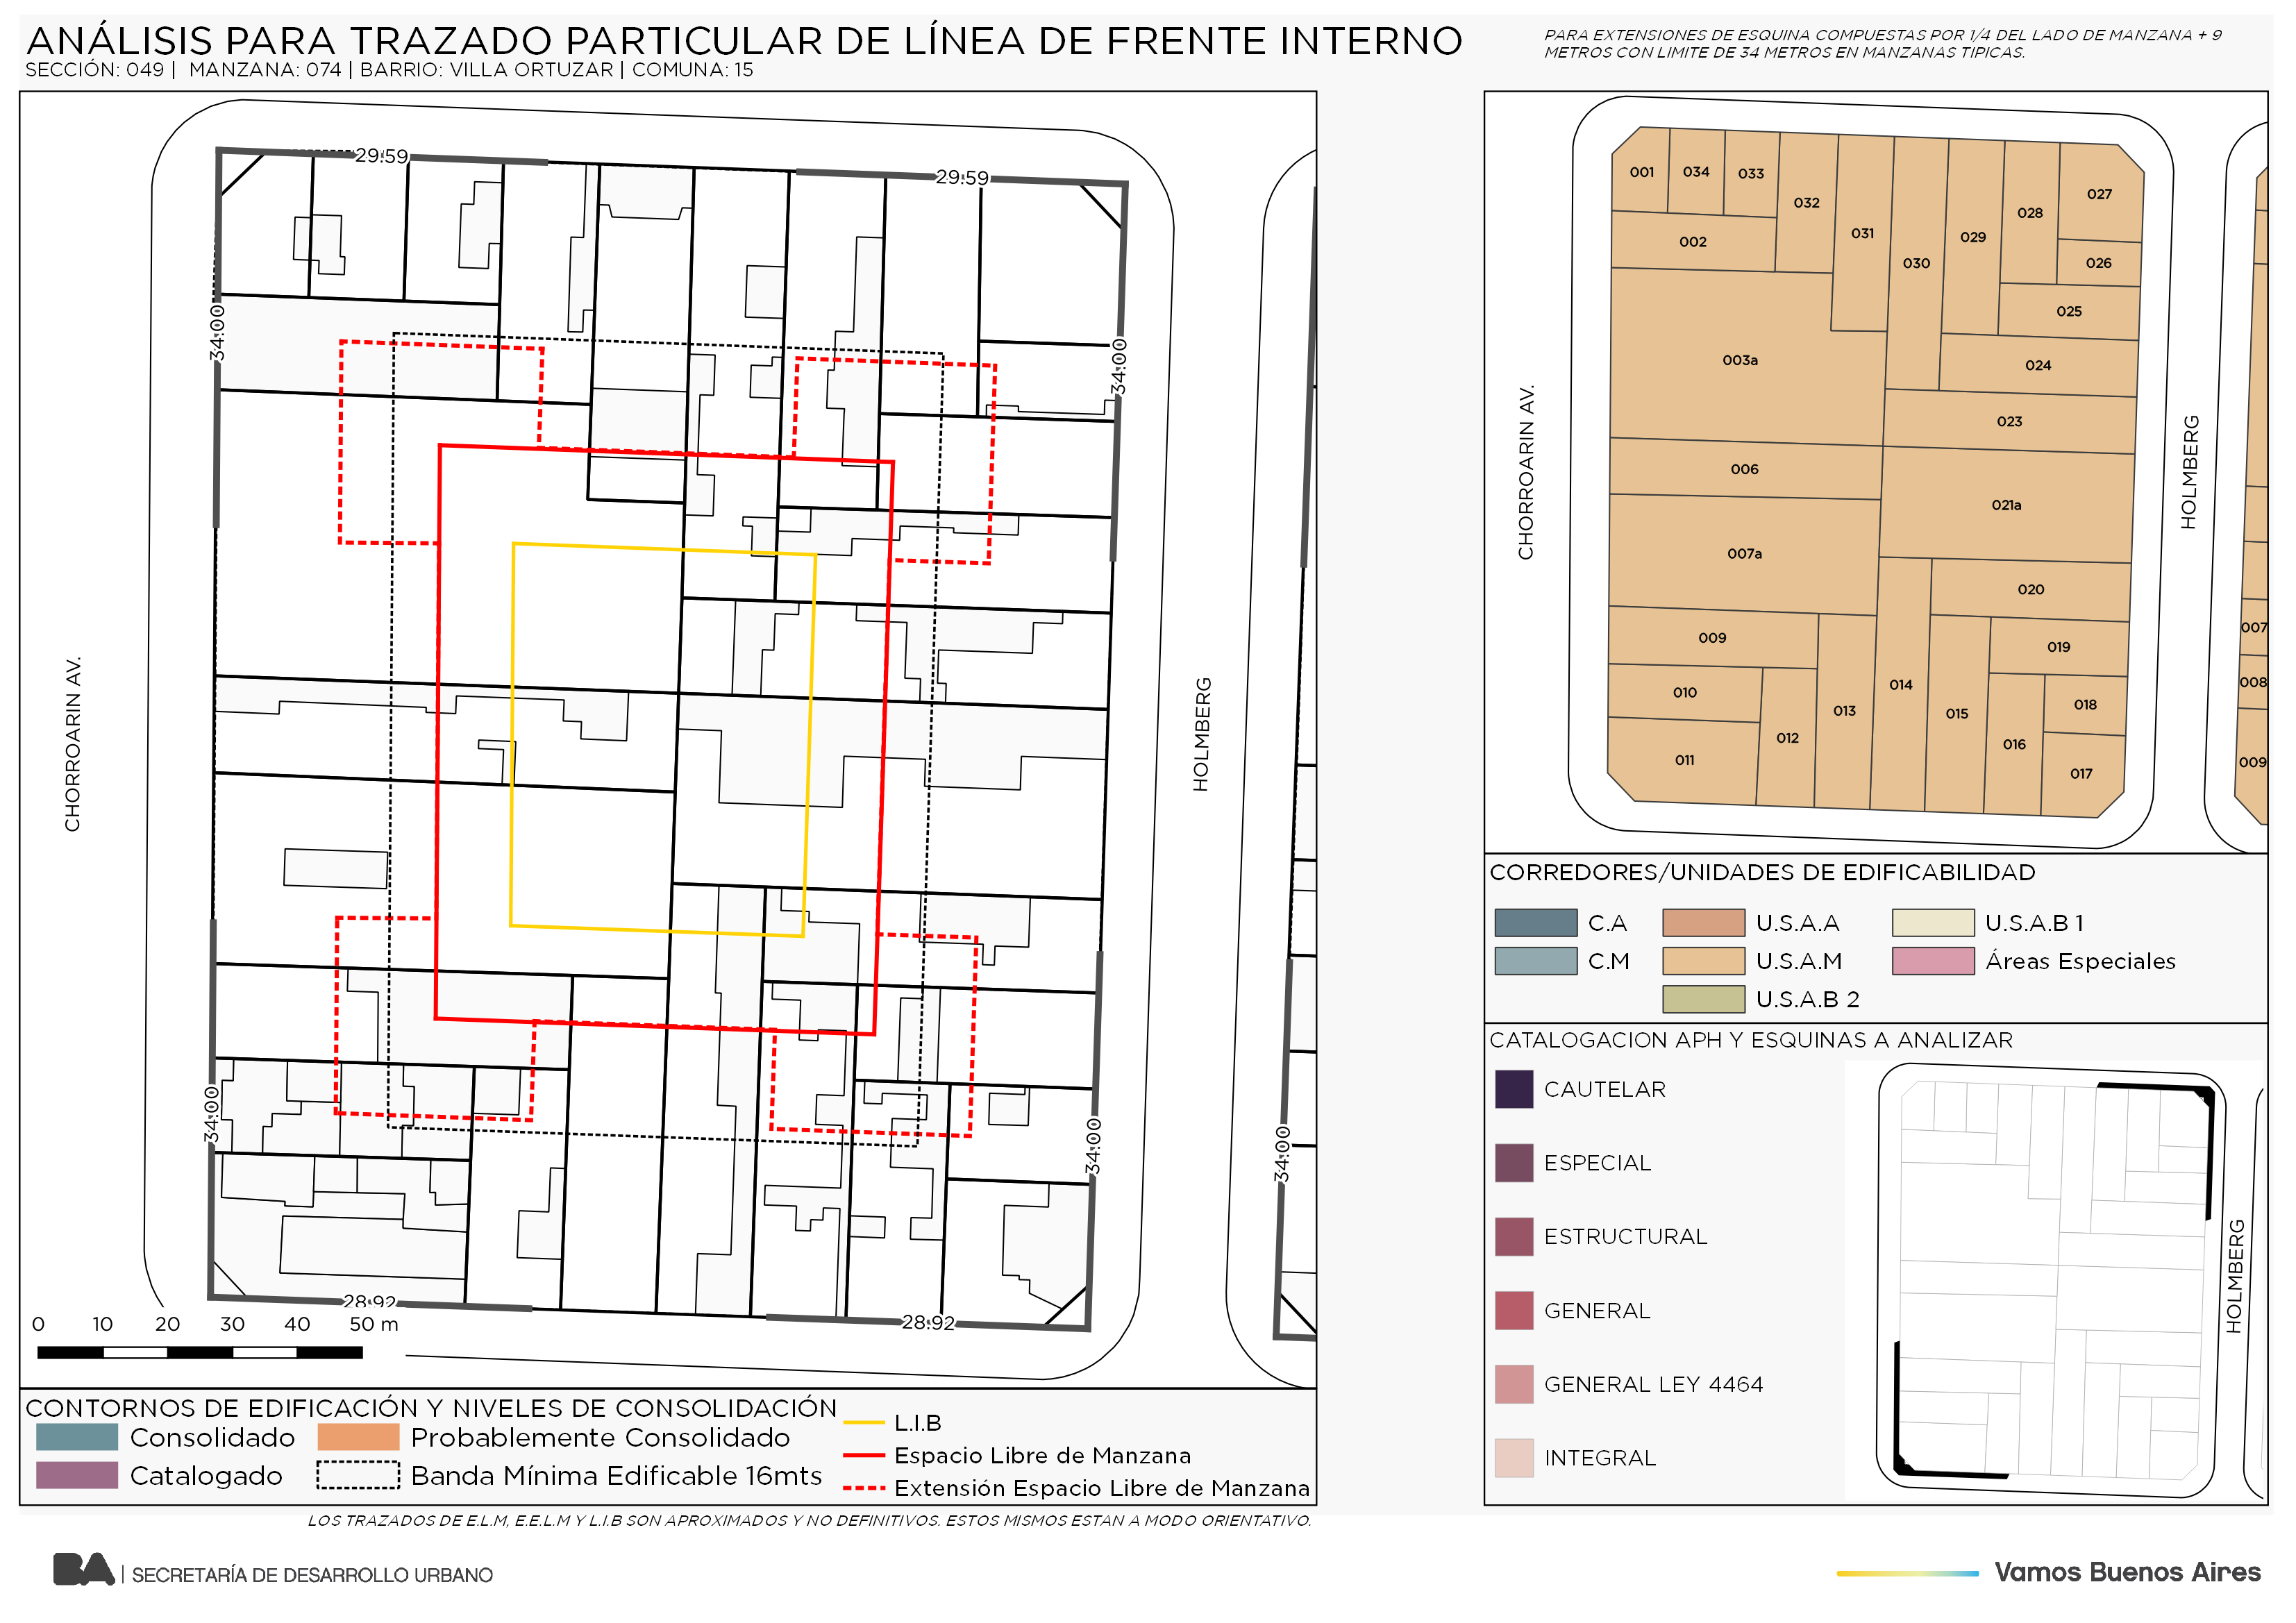 ANÁLISIS PARA TRAZADO PARTICULAR DE LÍNEA DE FRENTE INTERNO
SECCIÓN: 049 | MANZANA: 074 | BARRIO: VILLA ORTUZAR | COMUNA: 15
PARA EXTENSIONES DE ESQUINA COMPUESTAS POR 1/4 DEL LADO DE MANZANA + 9
METROS CON LIMITE DE 34 METROS EN MANZANAS TIPICAS.
29.59
29.59
34.00
34.00
CHORROARIN AV.
HOLMBERG
34.00
34.00
34.00
28.92
28.92
0 10 20 30 40 50 m
CONTORNOS DE EDIFICACIÓN Y NIVELES DE CONSOLIDACIÓN
Consolidado
Probablemente Consolidado
Catalogado
Banda Mínima Edificable 16mts
L.I.B
Espacio Libre de Manzana
Extensión Espacio Libre de Manzana
LOS TRAZADOS DE E.L.M, E.E.L.M Y L.I.B SON APROXIMADOS Y NO DEFINITIVOS. ESTOS MISMOS ESTAN A MODO ORIENTATIVO.
001
034
033
032
031
030
029
028
027
026
002
025
003a
024
023
CHORROARIN AV.
HOLMBERG
006
021a
007a
020
009
019
007
010
014
018
008
013
015
012
016
011
017
009
CORREDORES/UNIDADES DE EDIFICABILIDAD
C.A
U.S.A.A
U.S.A.B 1
C.M
U.S.A.M
Áreas Especiales
U.S.A.B 2
CATALOGACION APH Y ESQUINAS A ANALIZAR
CAUTELAR
ESPECIAL
ESTRUCTURAL
GENERAL
GENERAL LEY 4464
INTEGRAL
HOLMBERG
BA | SECRETARÍA DE DESARROLLO URBANO
Vamos Buenos Aires